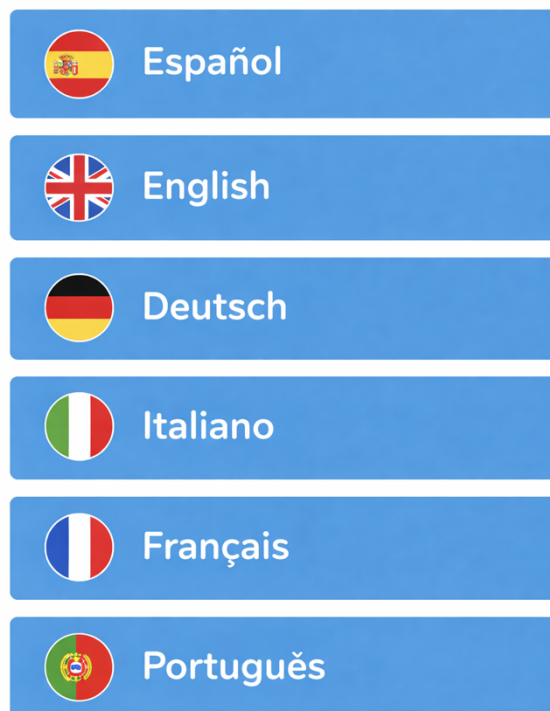 Español
English
Deutsch
Italiano
Français
Portuguěs